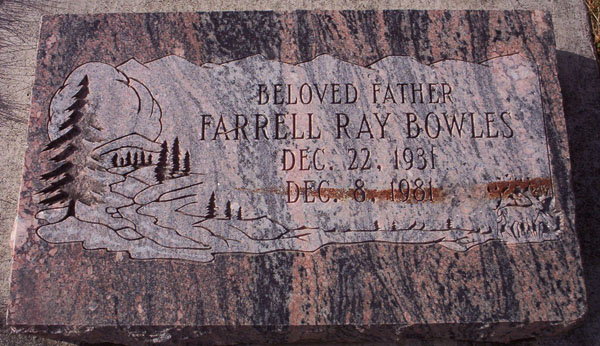 BELOVED FATHER
FARRELL RAY BOWLES
DEC. 22, 1931
DEC. 8, 1981